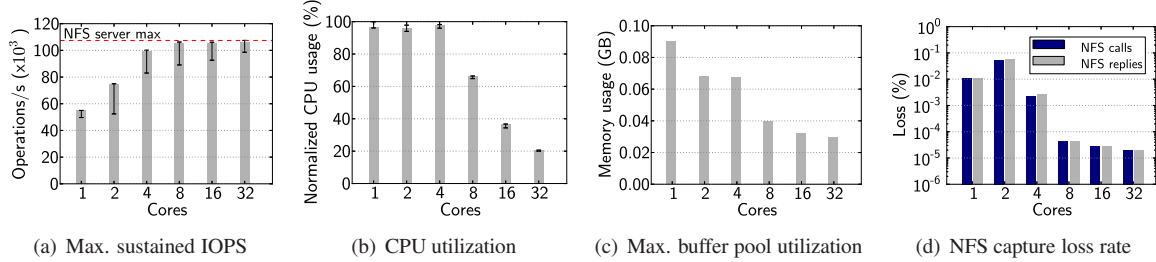 120
100
80
60
40
20
0
Operations/s (x10³)
NFS server max
1 2 4 8 16 32
Cores
(a) Max. sustained IOPS
100
80
60
40
20
0
Normalized CPU usage (%)
1 2 4 8 16 32
Cores
(b) CPU utilization
0.10
0.08
0.06
0.04
0.02
0.00
Memory usage (GB)
1 2 4 8 16 32
Cores
(c) Max. buffer pool utilization
10⁰
10⁻¹
10⁻²
10⁻³
10⁻⁴
10⁻⁵
10⁻⁶
Loss (%)
NFS calls
NFS replies
1 2 4 8 16 32
Cores
(d) NFS capture loss rate